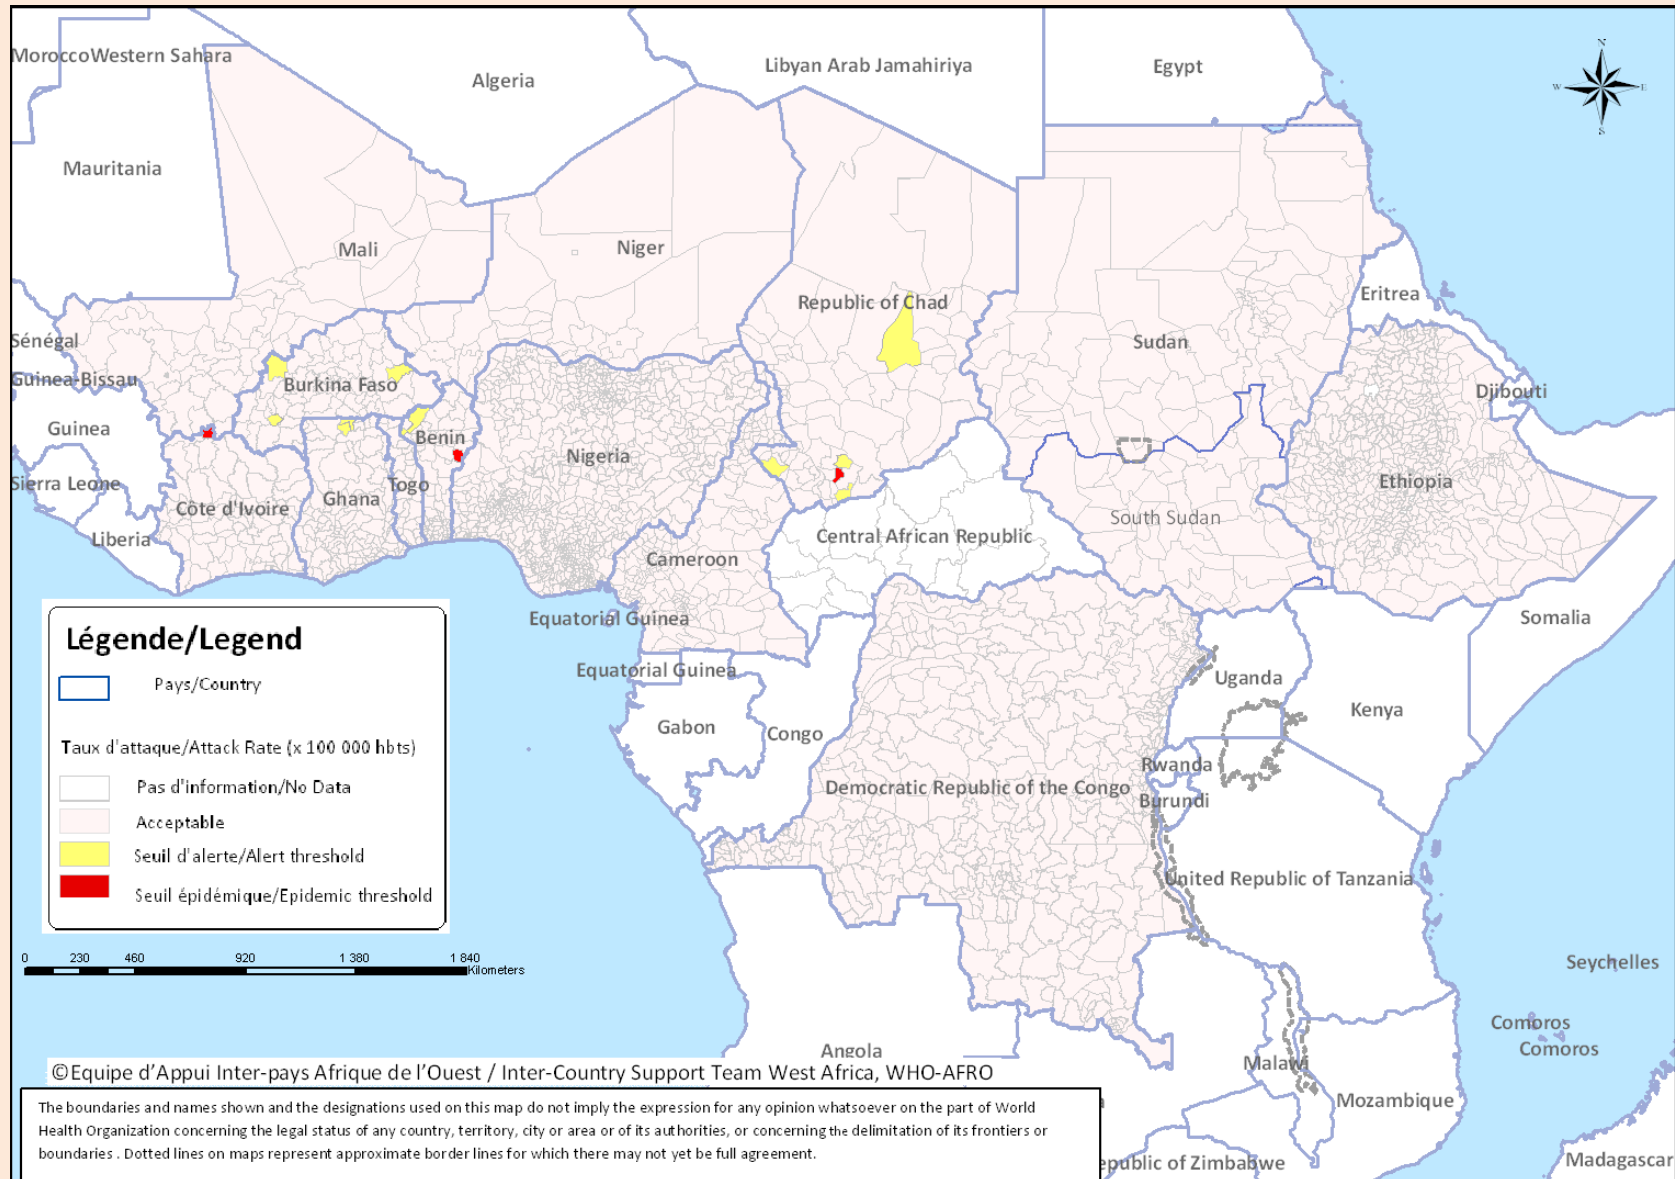 N
W
E
S
MoroccoWestern Sahara
Algeria
Libyan Arab Jamahiriya
Egypt
Mauritania
Mali
Niger
Republic of Chad
Sudan
Eritrea
Sénégal
Guinea-Bissau
Burkina Faso
Djibouti
Guinea
Benin
Nigeria
Sierra Leone
Côte d'Ivoire
Ghana
Togo
Ethiopia
South Sudan
Liberia
Central African Republic
Cameroon
Equatorial Guinea
Somalia
Equatorial Guinea
Uganda
Gabon
Congo
Kenya
Rwanda
Democratic Republic of the Congo
Burundi
United Republic of Tanzania
Seychelles
Comoros
Comoros
Angola
Malawi
Mozambique
epublic of Zimbabwe
Madagascar
Légende/Legend
Pays/Country
Taux d'attaque/Attack Rate (x 100 000 hbts)
Pas d'information/No Data
Acceptable
Seuil d'alerte/Alert threshold
Seuil épidémique/Epidemic threshold
0 230 460 920 1 380 1 840
Kilometers
©Equipe d'Appui Inter-pays Afrique de l'Ouest / Inter-Country Support Team West Africa, WHO-AFRO
The boundaries and names shown and the designations used on this map do not imply the expression for any opinion whatsoever on the part of World
Health Organization concerning the legal status of any country, territory, city or area or of its authorities, or concerning the delimitation of its frontiers or
boundaries . Dotted lines on maps represent approximate border lines for which there may not yet be full agreement.